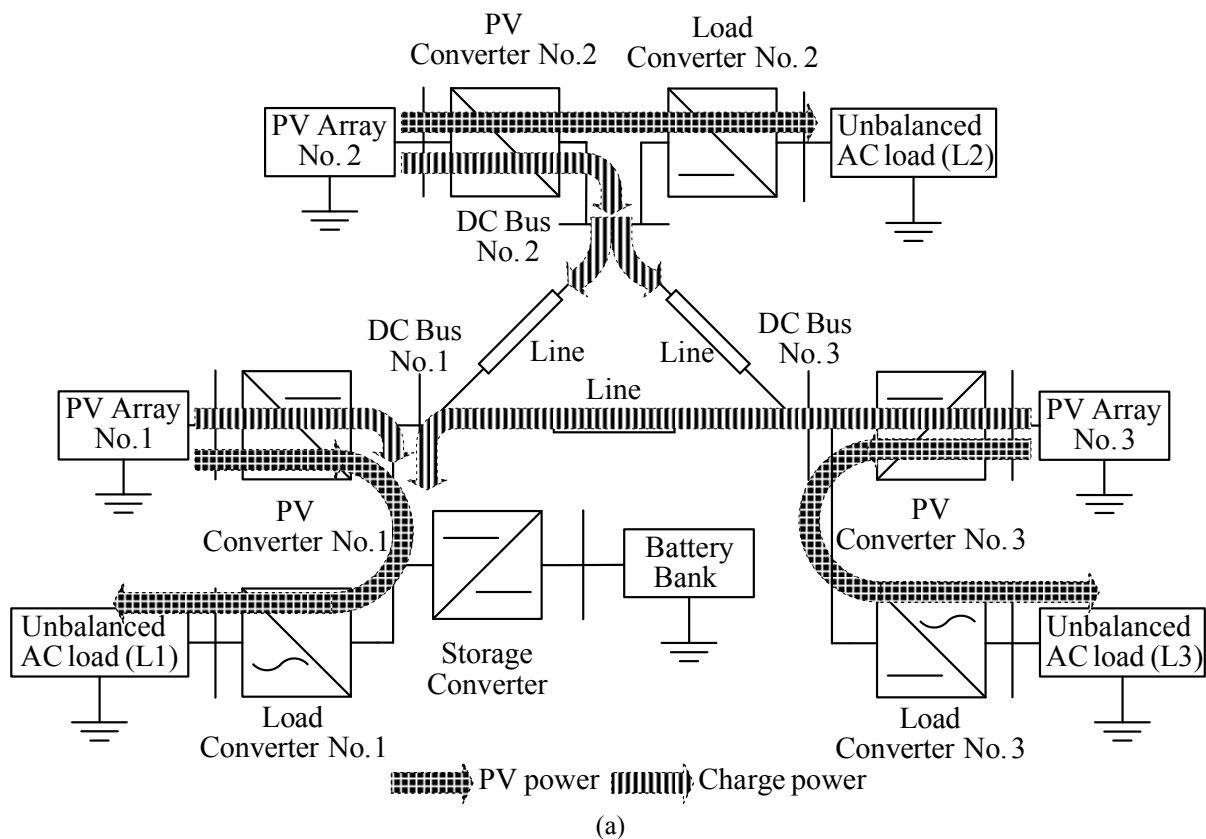 PV
Converter No.2
Load
Converter No. 2
PV Array
No. 2
Unbalanced
AC load (L2)
DC Bus
No. 2
DC Bus
No.1
Line
Line
DC Bus
No.3
Line
PV Array
No.1
PV Array
No. 3
PV
Converter No.1
PV
Converter No. 3
Battery
Bank
Unbalanced
AC load (L1)
Storage
Converter
Unbalanced
AC load (L3)
Load
Converter No. 1
Load
Converter No. 3
PV power
Charge power
(a)